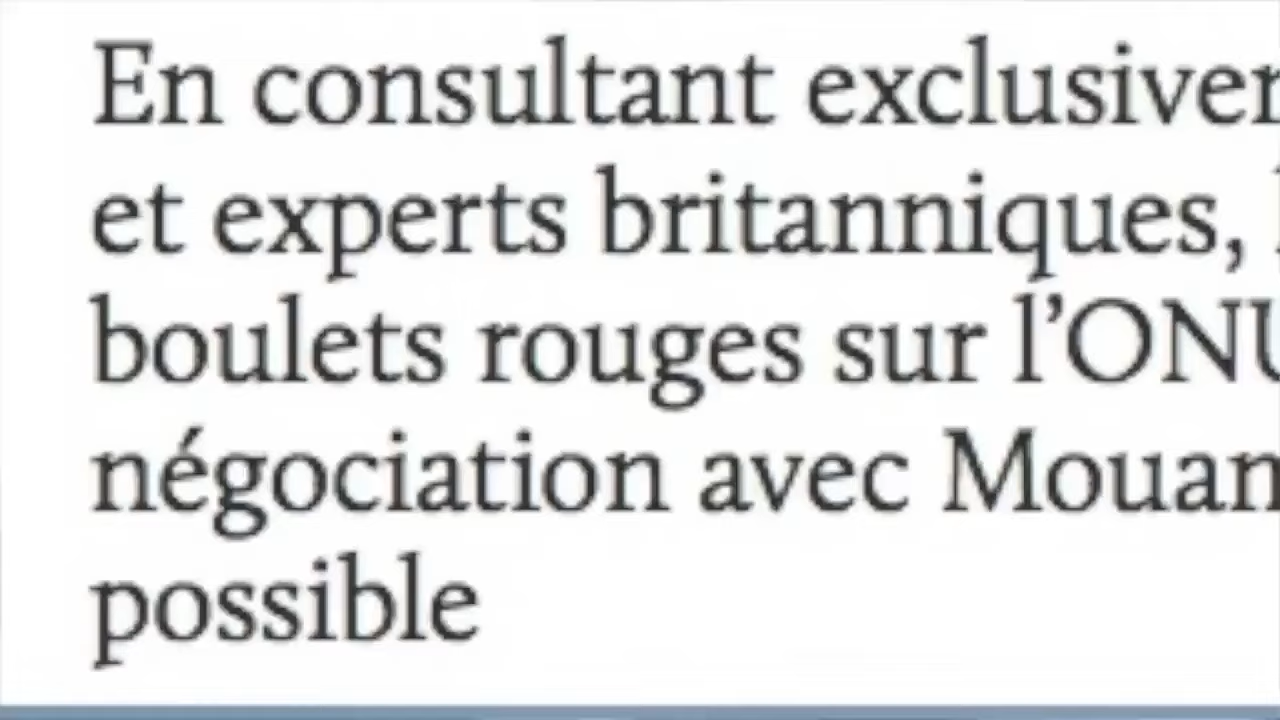 En consultant exclusiver
et experts britanniques,
boulets rouges sur l’ONU
négociation avec Mouan
possible